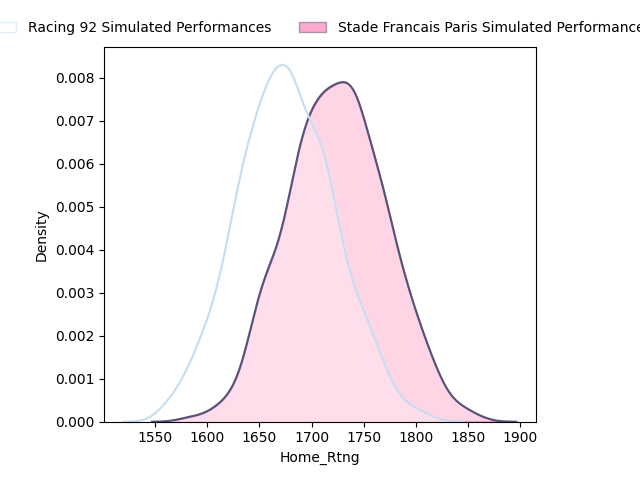 Racing 92 Simulated Performances Stade Francais Paris Simulated Performance
0.008
0.007
0.006
0.005
0.004
0.003
0.002
0.001
0.000
Density
1550 1600 1650 1700 1750 1800 1850 1900
Home_Rtng